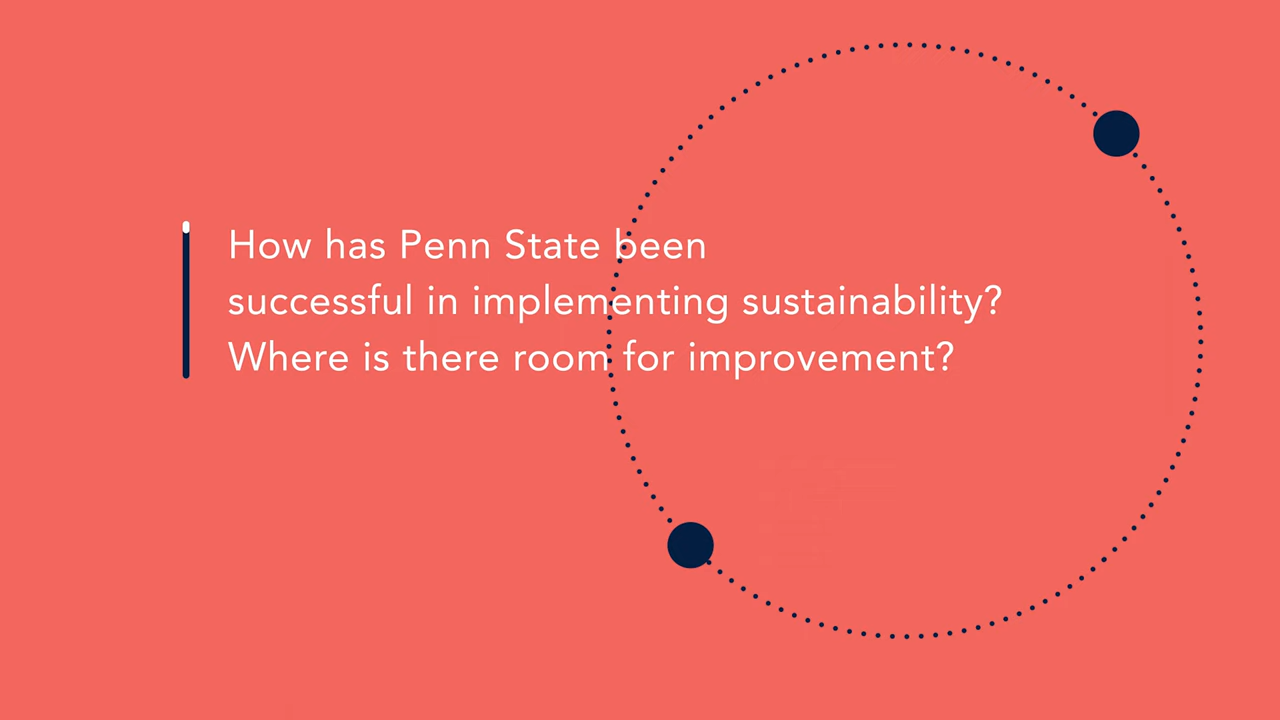 How has Penn State been
successful in implementing sustainability?
Where is there room for improvement?